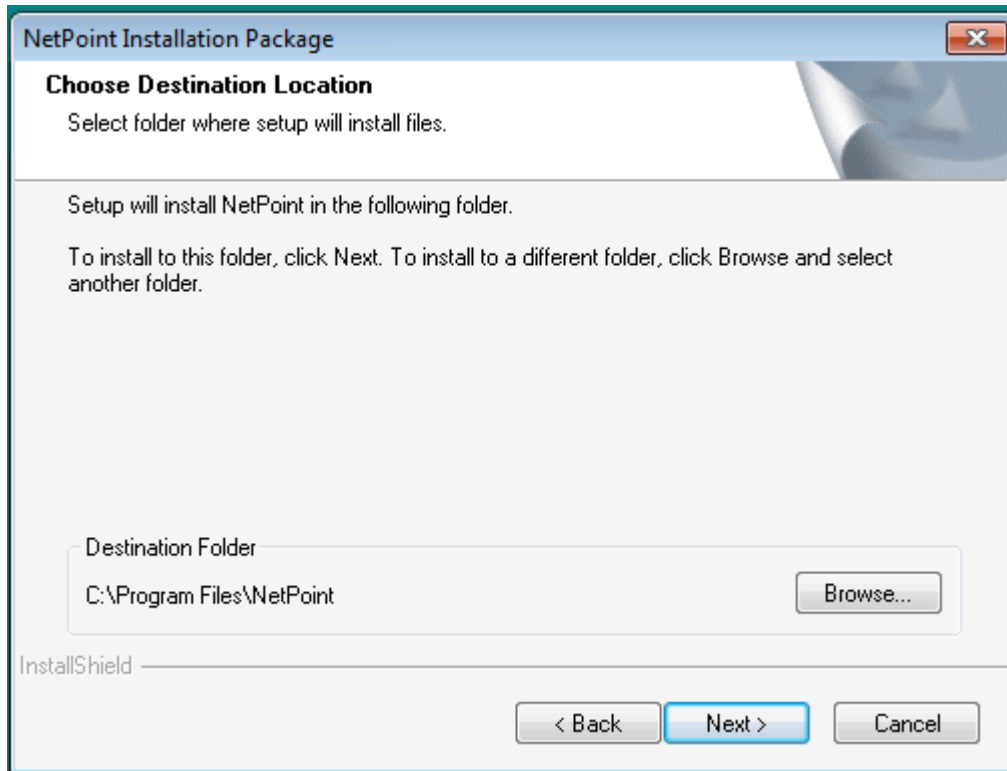 NetPoint Installation Package
Choose Destination Location
Select folder where setup will install files.
Setup will install NetPoint in the following folder.
To install to this folder, click Next. To install to a different folder, click Browse and select
another folder.
Destination Folder
C:\Program Files\NetPoint
Browse...
InstallShield
< Back
Next >
Cancel